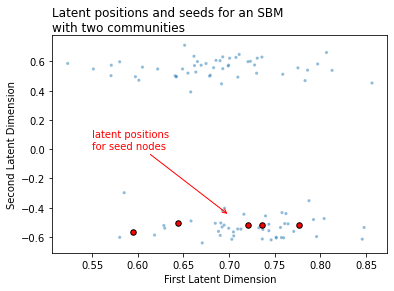 Latent positions and seeds for an SBM
with two communities
Second Latent Dimension
0.6
0.4
0.2
0.0
−0.2
−0.4
−0.6
latent positions
for seed nodes
0.55
0.60
0.65
0.70
0.75
0.80
0.85
First Latent Dimension